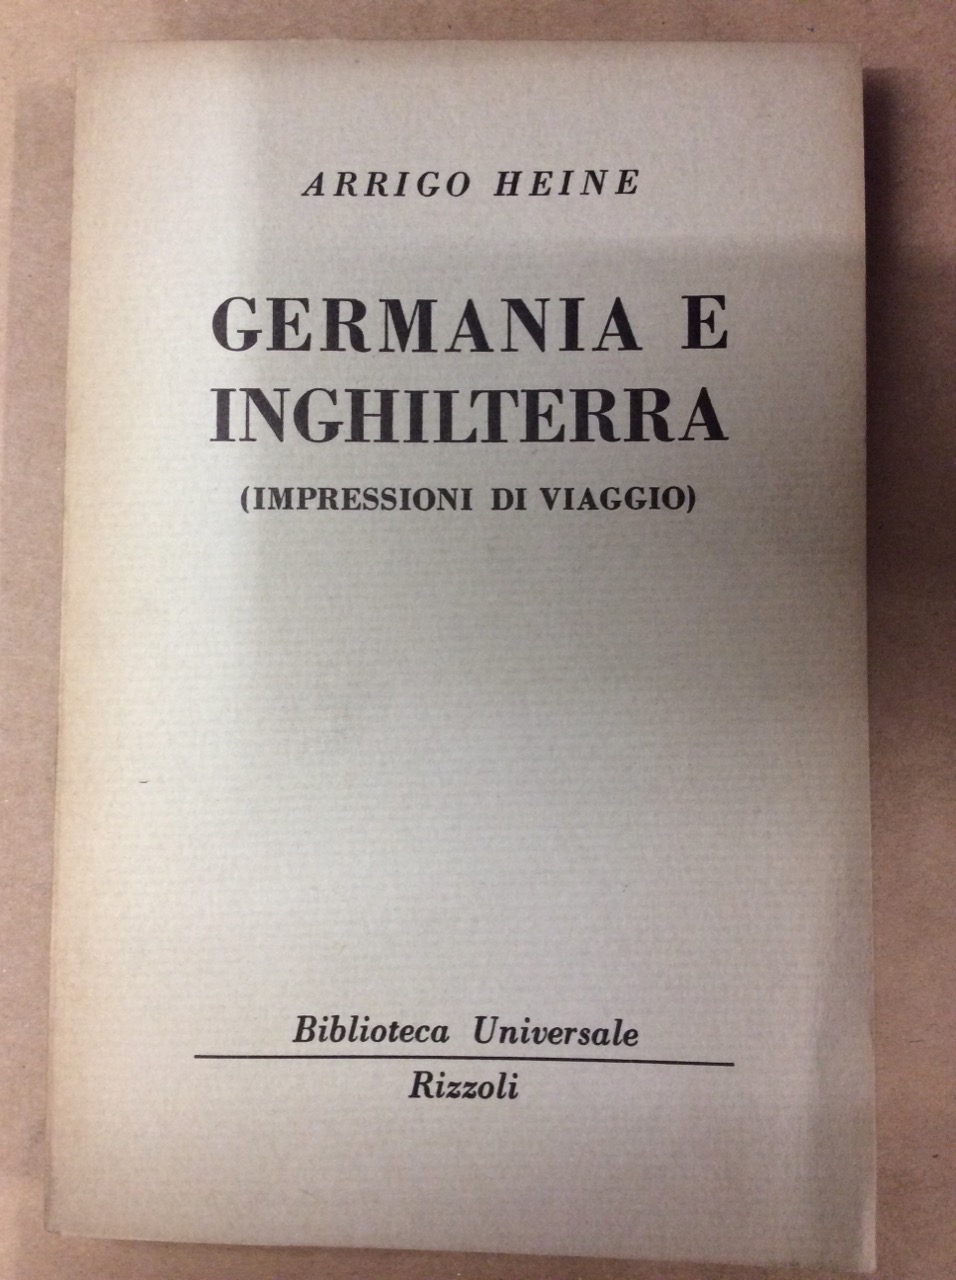 ARRIGO HEINE
GERMANIA E
INGHILTERRA
(IMPRESSIONI DI VIAGGIO)
Biblioteca Universale
Rizzoli